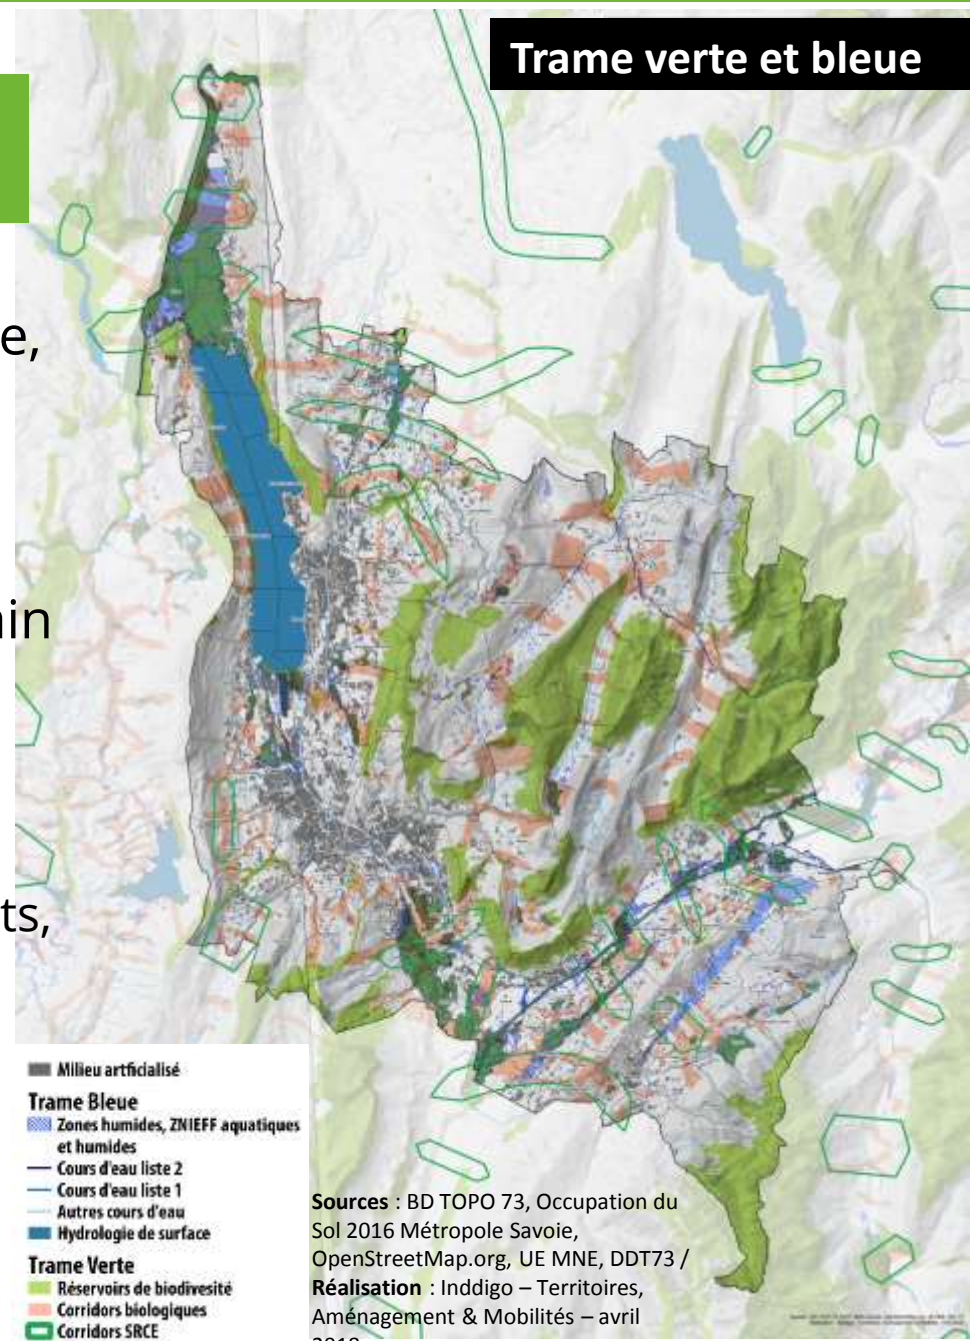 Trame verte et bleue
e,
in
ts,
Milieu artficialisé
Trame Bleue
Zones humides, ZNIEFF aquatiques
et humides
Cours d'eau liste 2
Cours d'eau liste 1
Autres cours d'eau
Hydrologie de surface
Trame Verte
Réservoirs de biodivesité
Corridors biologiques
Corridors SRCE
Sources : BD TOPO 73, Occupation du
Sol 2016 Métropole Savoie,
OpenStreetMap.org, UE MNE, DDT73 /
Réalisation : Inddigo – Territoires,
Aménagement & Mobilités – avril